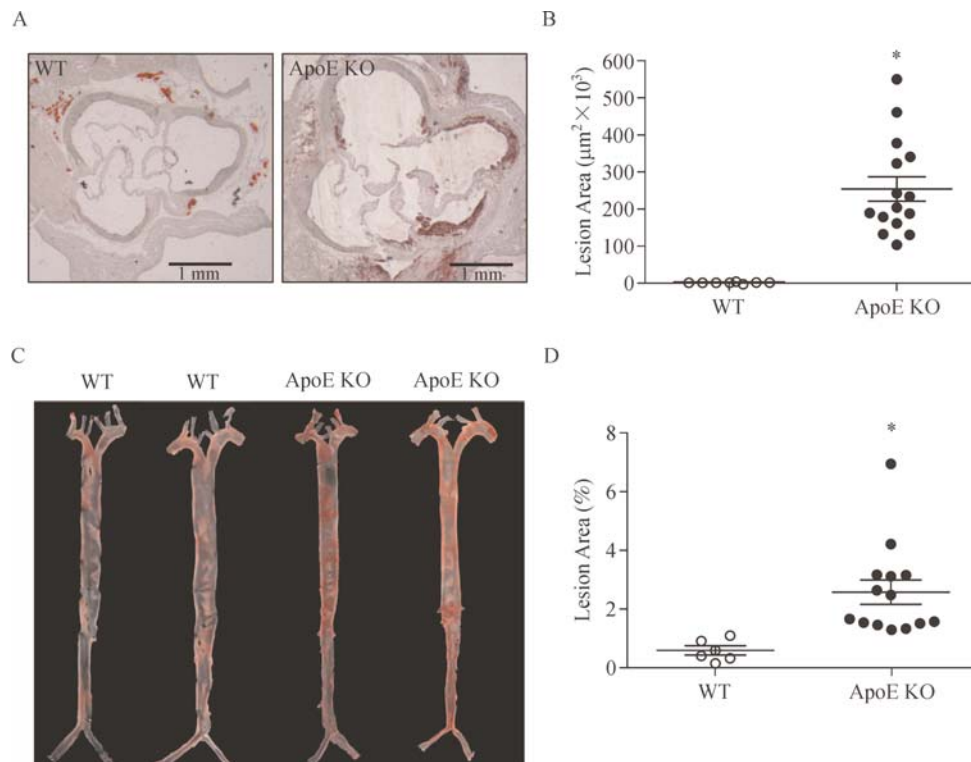 A
WT
1 mm
ApoE KO
1 mm
B
Lesion Area (μm² × 10³)
600
500
400
300
200
100
0
*
WT
ApoE KO
C
WT
WT
ApoE KO
ApoE KO
D
Lesion Area (%)
8
6
4
2
0
*
WT
ApoE KO